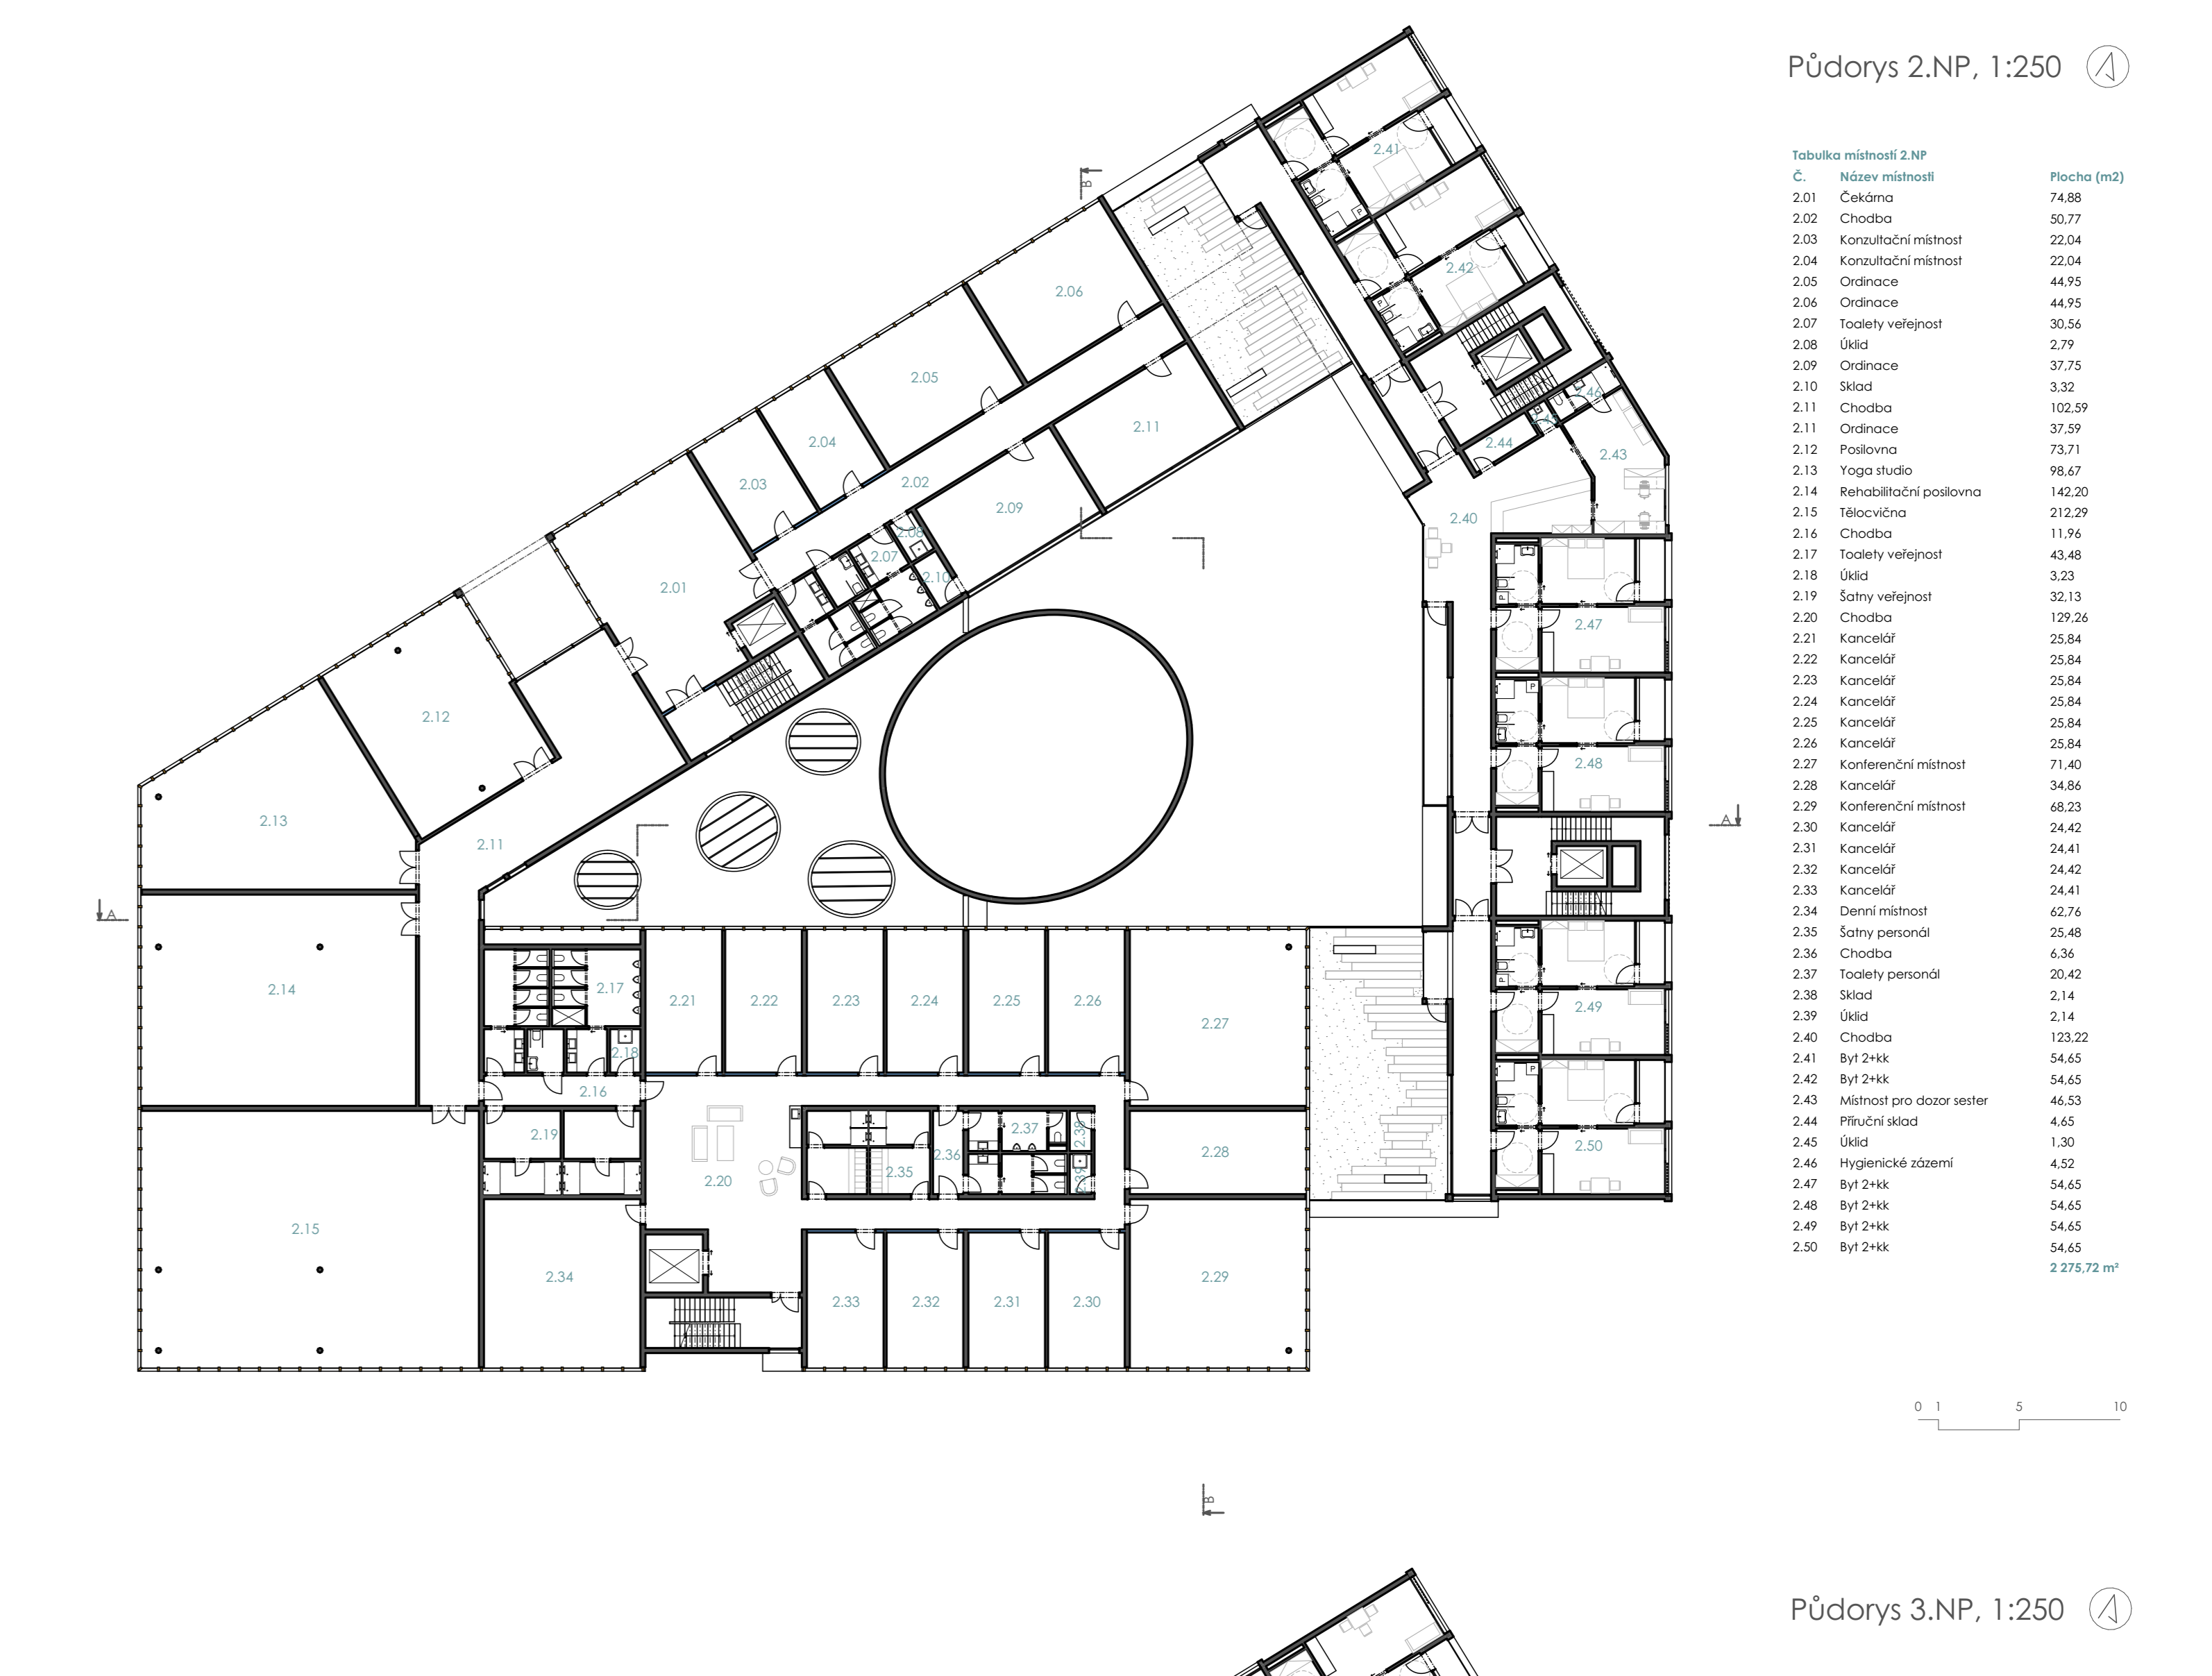 Půdorys 2.NP, 1:250
Tabulka místností 2.NP
Č. Název místnosti Plocha (m2)
2.01 Čekárna 74,88
2.02 Chodba 50,77
2.03 Konzultační místnost 22,04
2.04 Konzultační místnost 22,04
2.05 Ordinace 44,95
2.06 Ordinace 44,95
2.07 Toalety veřejnost 30,56
2.08 Úklid 2,79
2.09 Ordinace 37,75
2.10 Sklad 3,32
2.11 Chodba 102,59
2.11 Ordinace 37,59
2.12 Posilovna 73,71
2.13 Yoga studio 98,67
2.14 Rehabilitační posilovna 142,20
2.15 Tělocvična 212,29
2.16 Chodba 11,96
2.17 Toalety veřejnost 43,48
2.18 Úklid 3,23
2.19 Šatny veřejnost 32,13
2.20 Chodba 129,26
2.21 Kancelář 25,84
2.22 Kancelář 25,84
2.23 Kancelář 25,84
2.24 Kancelář 25,84
2.25 Kancelář 25,84
2.26 Kancelář 25,84
2.27 Konferenční místnost 71,40
2.28 Kancelář 34,86
2.29 Konferenční místnost 68,23
2.30 Kancelář 24,42
2.31 Kancelář 24,41
2.32 Kancelář 24,42
2.33 Kancelář 24,41
2.34 Denní místnost 62,76
2.35 Šatny personál 25,48
2.36 Chodba 6,36
2.37 Toalety personál 20,42
2.38 Sklad 2,14
2.39 Úklid 2,14
2.40 Chodba 123,22
2.41 Byt 2+kk 54,65
2.42 Byt 2+kk 54,65
2.43 Místnost pro dozor sester 46,53
2.44 Příruční sklad 4,65
2.45 Úklid 1,30
2.46 Hygienické zázemí 4,52
2.47 Byt 2+kk 54,65
2.48 Byt 2+kk 54,65
2.49 Byt 2+kk 54,65
2.50 Byt 2+kk 54,65
2 275,72 m²
0 1 5 10
2.41
B
2.42
2.06
2.05
2.46
2.45
2.11
2.04
2.44
2.43
2.03
2.02
2.09
2.40
2.08
2.07
2.10
2.01
2.47
2.12
2.48
2.13
2.11
A
A
2.14
2.17
2.21
2.22
2.23
2.24
2.25
2.26
2.27
2.49
2.18
2.16
2.19
2.37
2.38
2.36
2.35
2.39
2.28
2.50
2.20
2.15
2.34
2.33
2.32
2.31
2.30
2.29
B
Půdorys 3.NP, 1:250